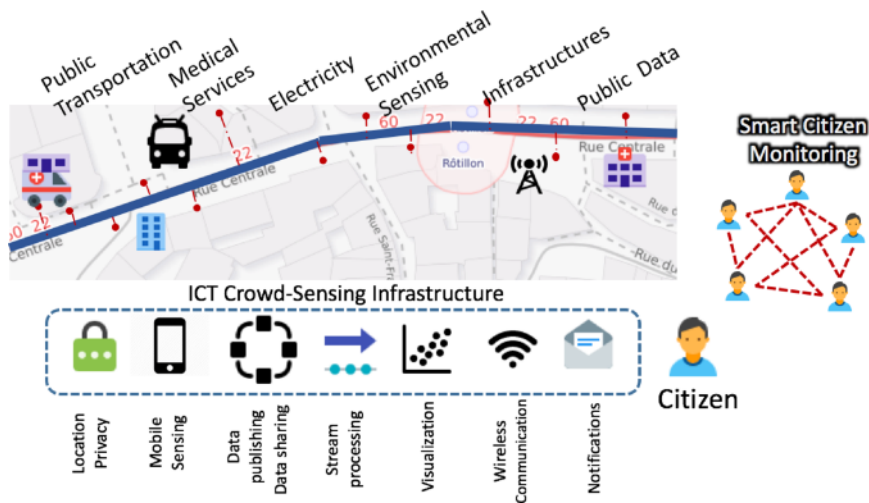 Public
Transportation
Medical
Services
Electricity
Environmental
Sensing
Infrastructures
Public Data
60
22
22
60
22
22
60
Rue Centrale
Rue Centrale
Centrale
Rôtillon
Rue Saint-Fr
Rue d
Rue du
Smart Citizen
Monitoring
ICT Crowd-Sensing Infrastructure
Location
Privacy
Mobile
Sensing
Data
publishing
Data sharing
Stream
processing
Visualization
Wireless
Communication
Notifications
Citizen